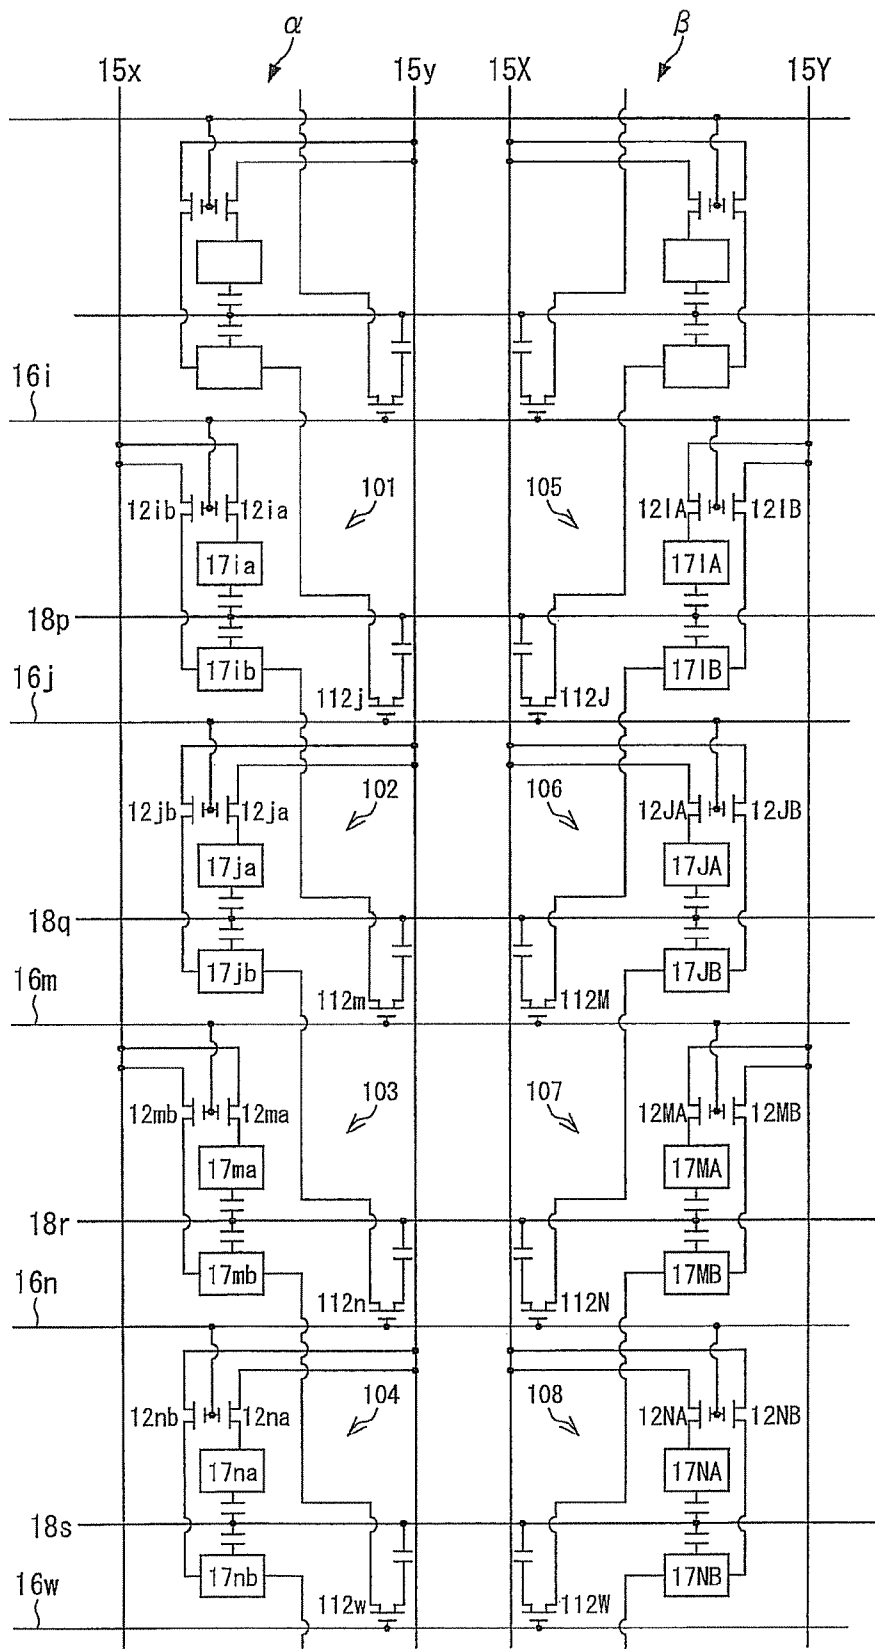 α β
15x 15y 15X 15Y
16i
101 105
12ib 12ia 12IA 12IB
17ia 17IA
18p
17ib 17IB
16j
112j 112J
102 106
12jb 12ja 12JA 12JB
17ja 17JA
18q
17jb 17JB
16m
112m 112M
103 107
12mb 12ma 12MA 12MB
17ma 17MA
18r
17mb 17MB
16n
112n 112N
104 108
12nb 12na 12NA 12NB
17na 17NA
18s
17nb 17NB
16w
112w 112W